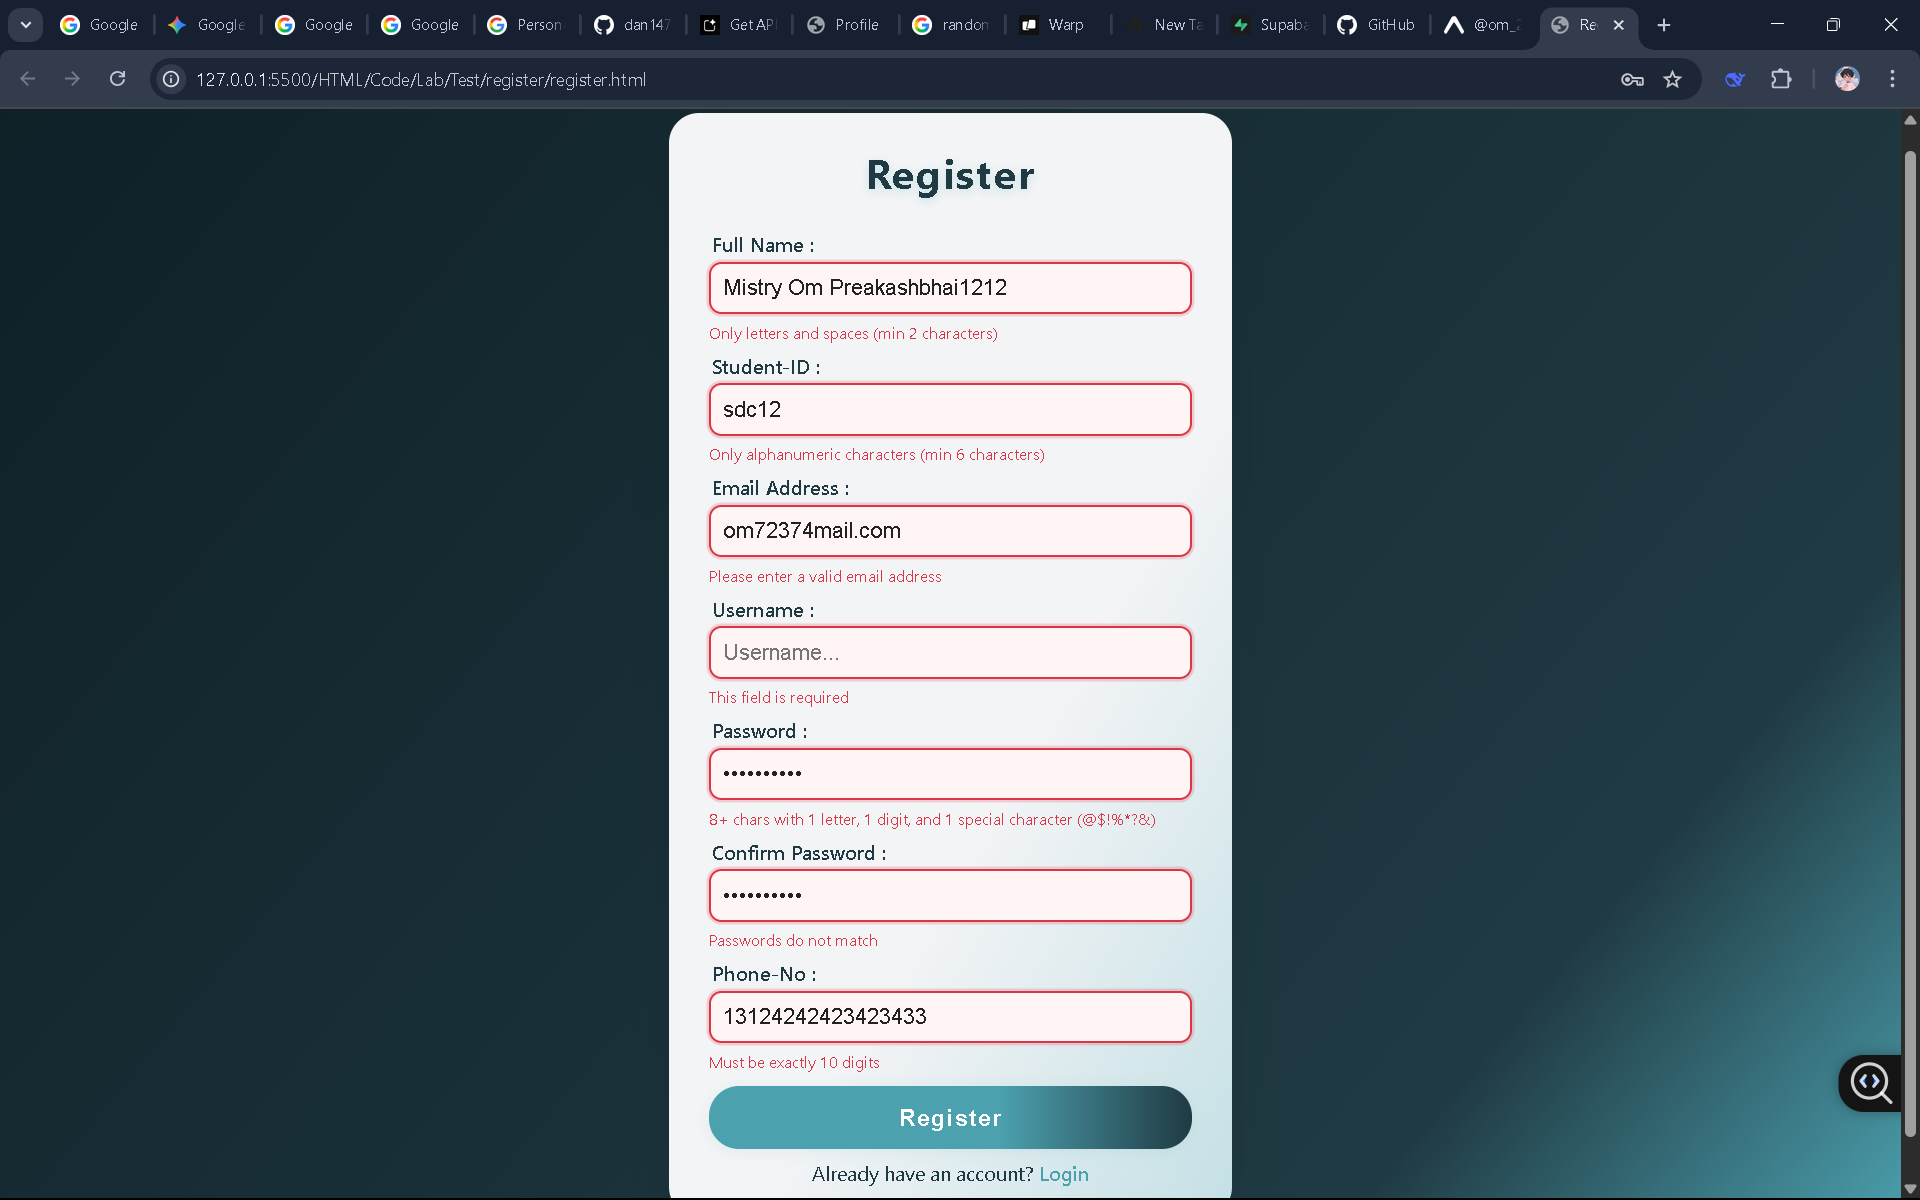 Google
Google
Google
Google
Person
dan147
Get API
Profile
random
Warp
New Ta
Supaba
GitHub
@om_2
Re
127.0.0.1:5500/HTML/Code/Lab/Test/register/register.html
Register
Full Name :
Mistry Om Preakashbhai1212
Only letters and spaces (min 2 characters)
Student-ID :
sdc12
Only alphanumeric characters (min 6 characters)
Email Address :
om72374mail.com
Please enter a valid email address
Username :
Username...
This field is required
Password :
••••••••••
8+ chars with 1 letter, 1 digit, and 1 special character (@$!%*?&)
Confirm Password :
••••••••••
Passwords do not match
Phone-No :
13124242423423433
Must be exactly 10 digits
Register
Already have an account? Login